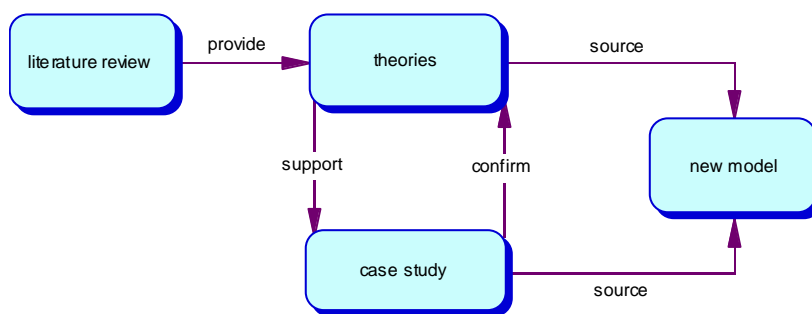 provide
source
literature review
theories
support
confirm
new model
case study
source